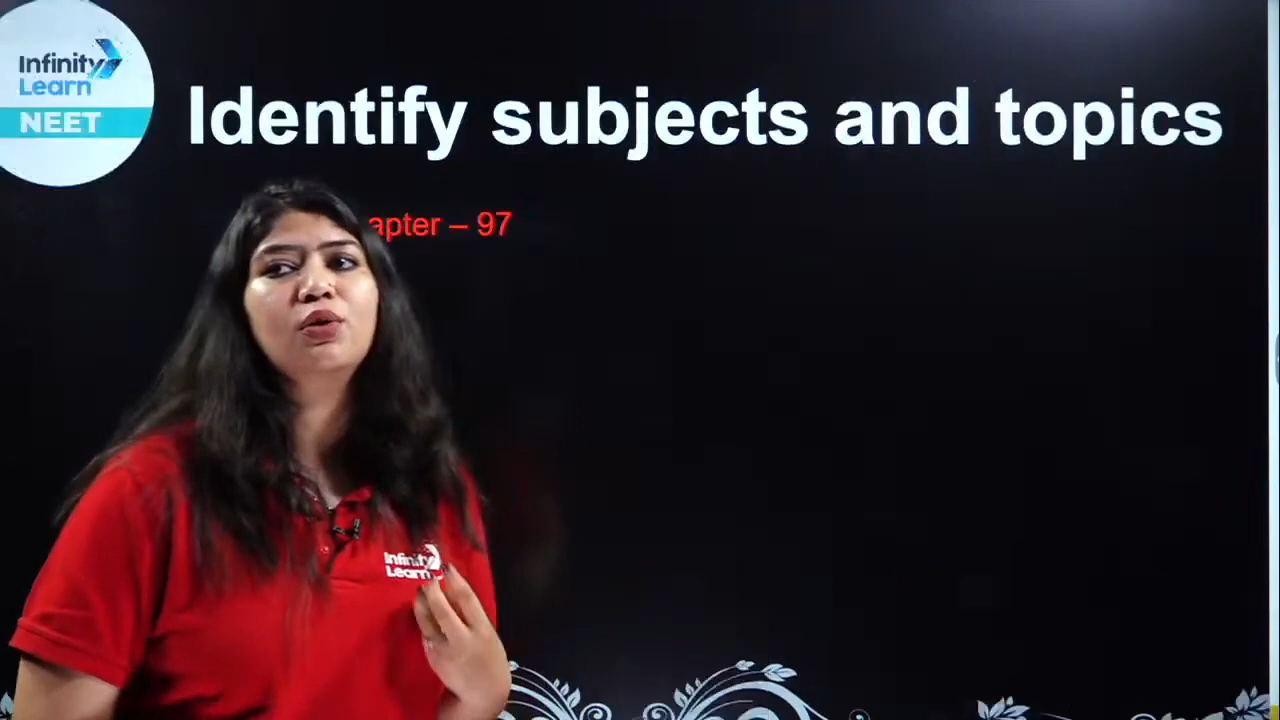 Infinity
Learn
NEET
Identify subjects and topics
apter – 97
Infinity
Learn